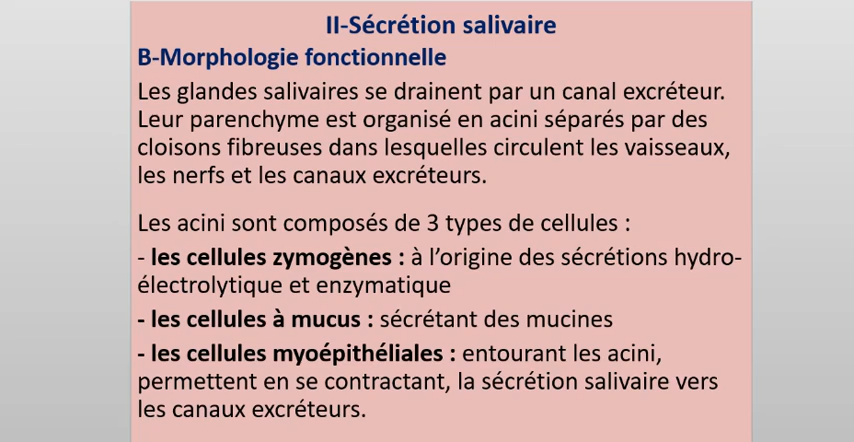 II-Sécrétion salivaire
B-Morphologie fonctionnelle
Les glandes salivaires se drainent par un canal excréteur.
Leur parenchyme est organisé en acini séparés par des
cloisons fibreuses dans lesquelles circulent les vaisseaux,
les nerfs et les canaux excréteurs.
Les acini sont composés de 3 types de cellules :
- les cellules zymogènes : à l'origine des sécrétions hydro-
électrolytique et enzymatique
- les cellules à mucus : sécrétant des mucines
- les cellules myoépithéliales : entourant les acini,
permettent en se contractant, la sécrétion salivaire vers
les canaux excréteurs.